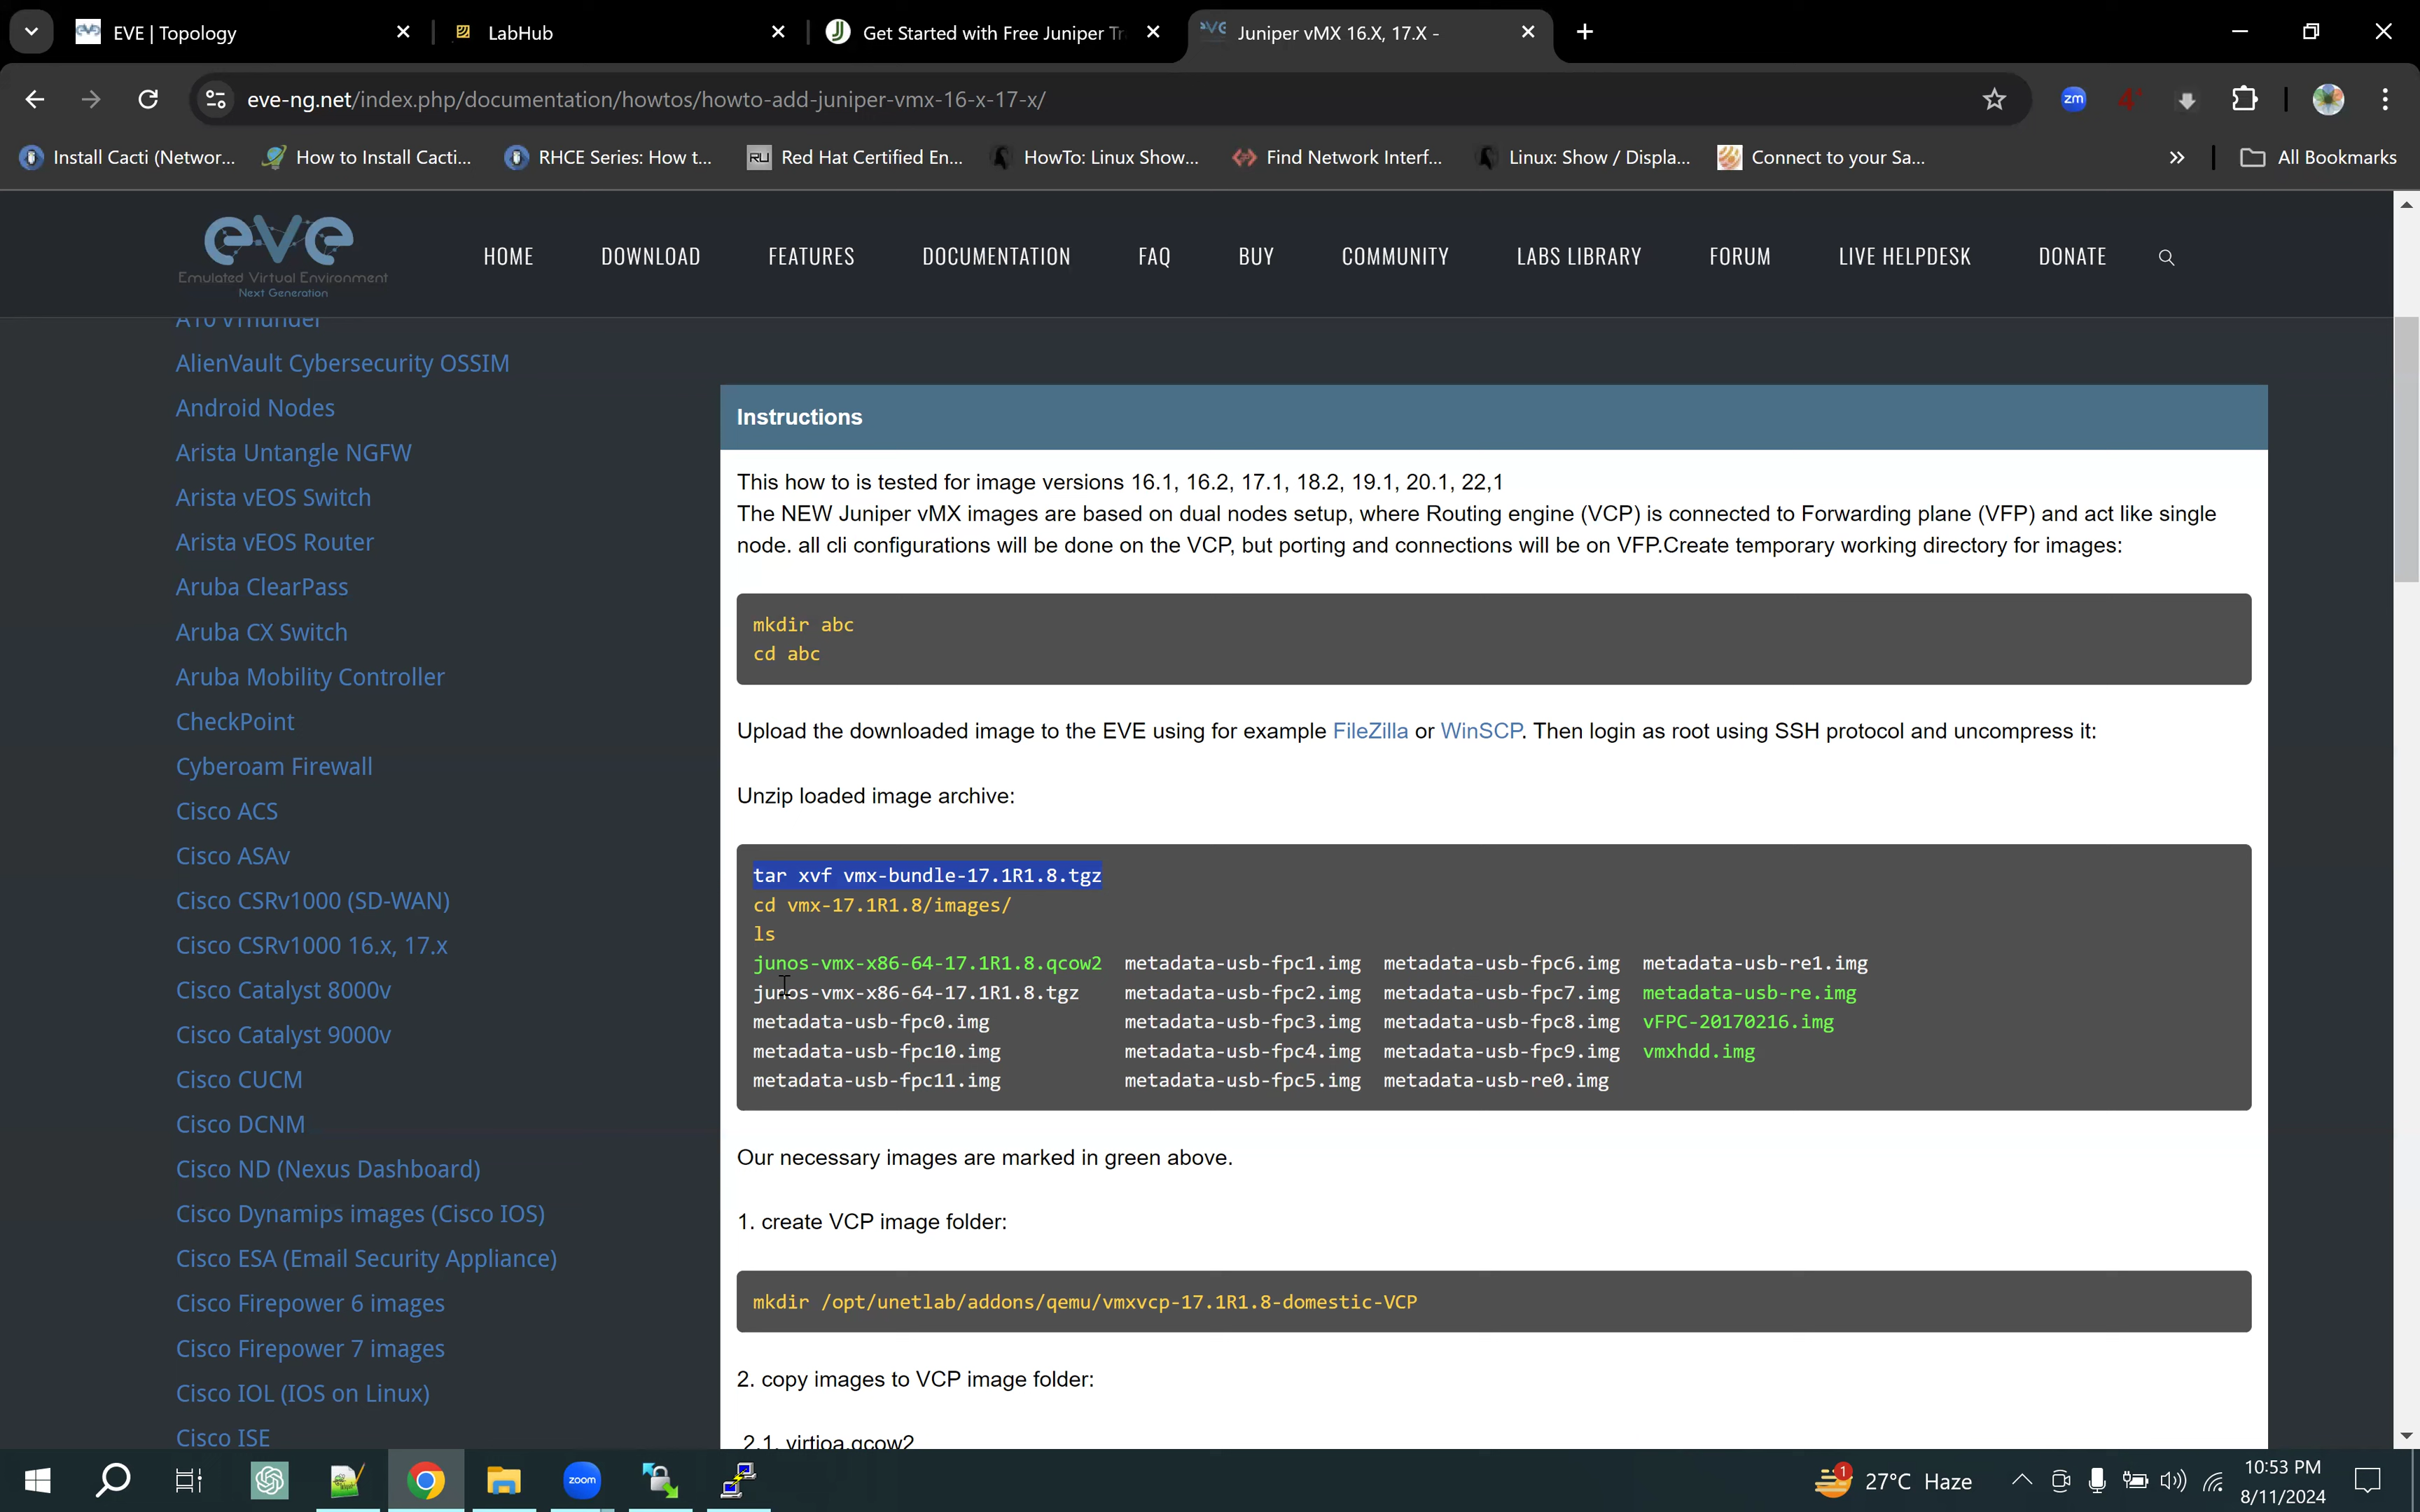 EVE | Topology
LabHub
Get Started with Free Juniper Tr
Juniper vMX 16.X, 17.X -
eve-ng.net/index.php/documentation/howtos/howto-add-juniper-vmx-16-x-17-x/
Install Cacti (Networ...
How to Install Cacti...
RHCE Series: How t...
Red Hat Certified En...
HowTo: Linux Show...
Find Network Interf...
Linux: Show / Displa...
Connect to your Sa...
All Bookmarks
eve
Emulated Virtual Environment
Next Generation
HOME
DOWNLOAD
FEATURES
DOCUMENTATION
FAQ
BUY
COMMUNITY
LABS LIBRARY
FORUM
LIVE HELPDESK
DONATE
A10 vThunder
AlienVault Cybersecurity OSSIM
Android Nodes
Arista Untangle NGFW
Arista vEOS Switch
Arista vEOS Router
Aruba ClearPass
Aruba CX Switch
Aruba Mobility Controller
CheckPoint
Cyberoam Firewall
Cisco ACS
Cisco ASAv
Cisco CSRv1000 (SD-WAN)
Cisco CSRv1000 16.x, 17.x
Cisco Catalyst 8000v
Cisco Catalyst 9000v
Cisco CUCM
Cisco DCNM
Cisco ND (Nexus Dashboard)
Cisco Dynamips images (Cisco IOS)
Cisco ESA (Email Security Appliance)
Cisco Firepower 6 images
Cisco Firepower 7 images
Cisco IOL (IOS on Linux)
Cisco ISE
Instructions
This how to is tested for image versions 16.1, 16.2, 17.1, 18.2, 19.1, 20.1, 22,1
The NEW Juniper vMX images are based on dual nodes setup, where Routing engine (VCP) is connected to Forwarding plane (VFP) and act like single
node. all cli configurations will be done on the VCP, but porting and connections will be on VFP.Create temporary working directory for images:
mkdir abc
cd abc
Upload the downloaded image to the EVE using for example FileZilla or WinSCP. Then login as root using SSH protocol and uncompress it:
Unzip loaded image archive:
tar xvf vmx-bundle-17.1R1.8.tgz
cd vmx-17.1R1.8/images/
ls
junos-vmx-x86-64-17.1R1.8.qcow2 metadata-usb-fpc1.img metadata-usb-fpc6.img metadata-usb-re1.img
junos-vmx-x86-64-17.1R1.8.tgz metadata-usb-fpc2.img metadata-usb-fpc7.img metadata-usb-re.img
metadata-usb-fpc0.img metadata-usb-fpc3.img metadata-usb-fpc8.img vFPC-20170216.img
metadata-usb-fpc10.img metadata-usb-fpc4.img metadata-usb-fpc9.img vmxhdd.img
metadata-usb-fpc11.img metadata-usb-fpc5.img metadata-usb-re0.img
Our necessary images are marked in green above.
1. create VCP image folder:
mkdir /opt/unetlab/addons/qemu/vmxvcp-17.1R1.8-domestic-VCP
2. copy images to VCP image folder:
2.1. virtioa.qcow2
zm
zoom
1
27°C Haze
10:53 PM
8/11/2024